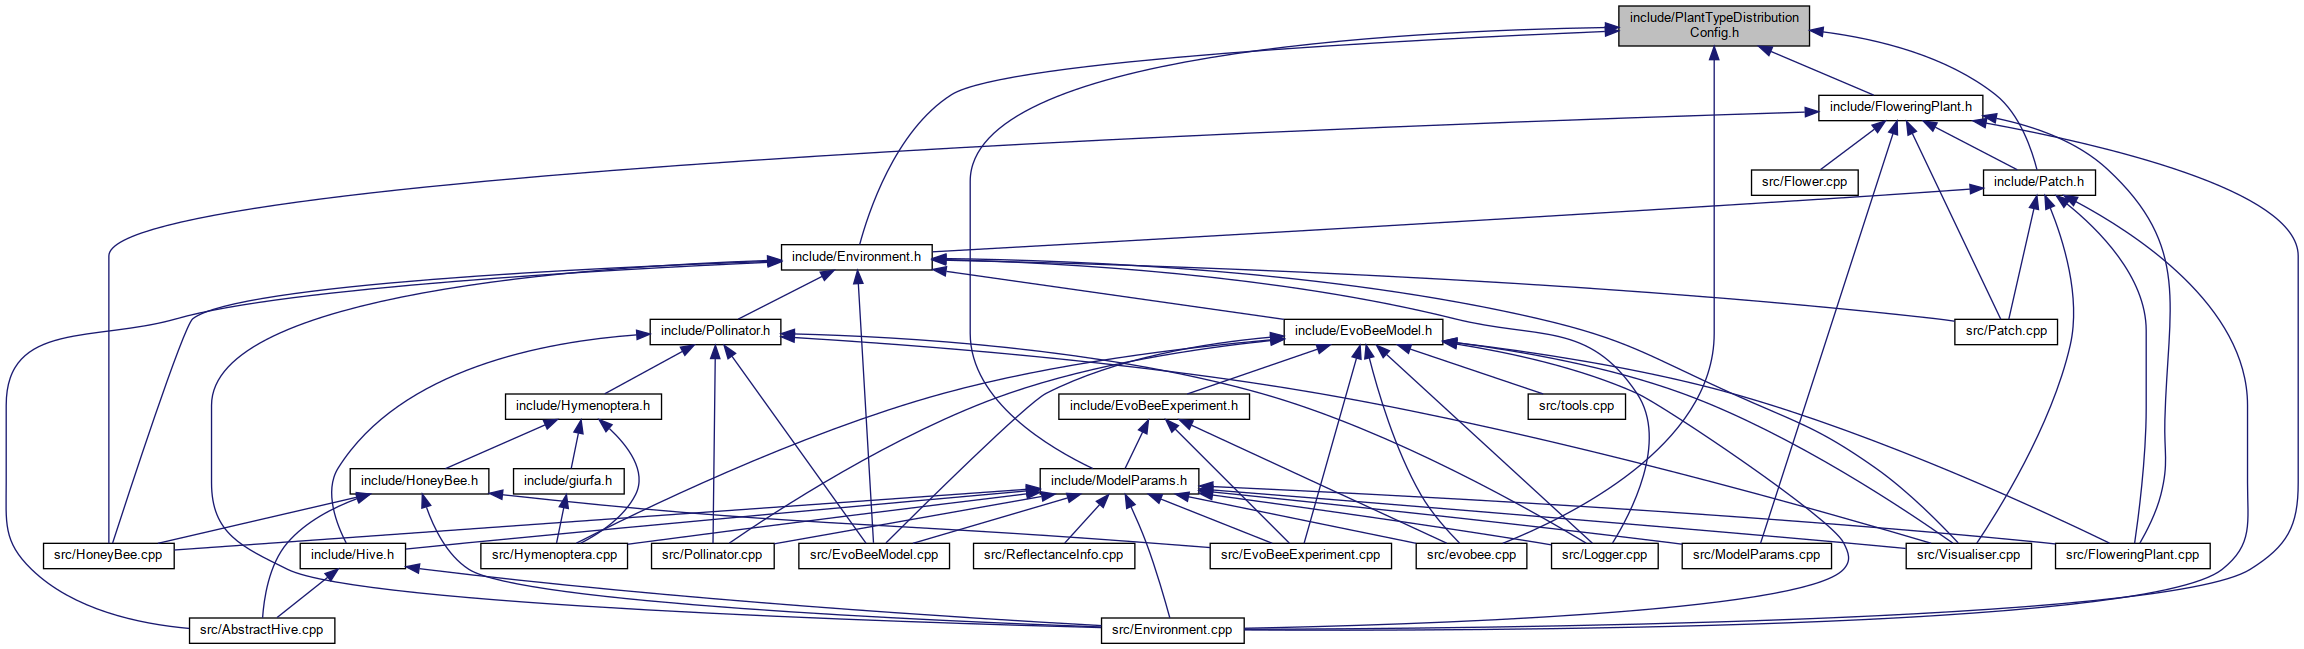 include/PlantTypeDistribution
Config.h
include/FloweringPlant.h
src/Flower.cpp
include/Patch.h
include/Environment.h
include/Pollinator.h
include/EvoBeeModel.h
src/Patch.cpp
include/Hymenoptera.h
include/EvoBeeExperiment.h
src/tools.cpp
include/HoneyBee.h
include/giurfa.h
include/ModelParams.h
src/HoneyBee.cpp
include/Hive.h
src/Hymenoptera.cpp
src/Pollinator.cpp
src/EvoBeeModel.cpp
src/ReflectanceInfo.cpp
src/EvoBeeExperiment.cpp
src/evobee.cpp
src/Logger.cpp
src/ModelParams.cpp
src/Visualiser.cpp
src/FloweringPlant.cpp
src/AbstractHive.cpp
src/Environment.cpp